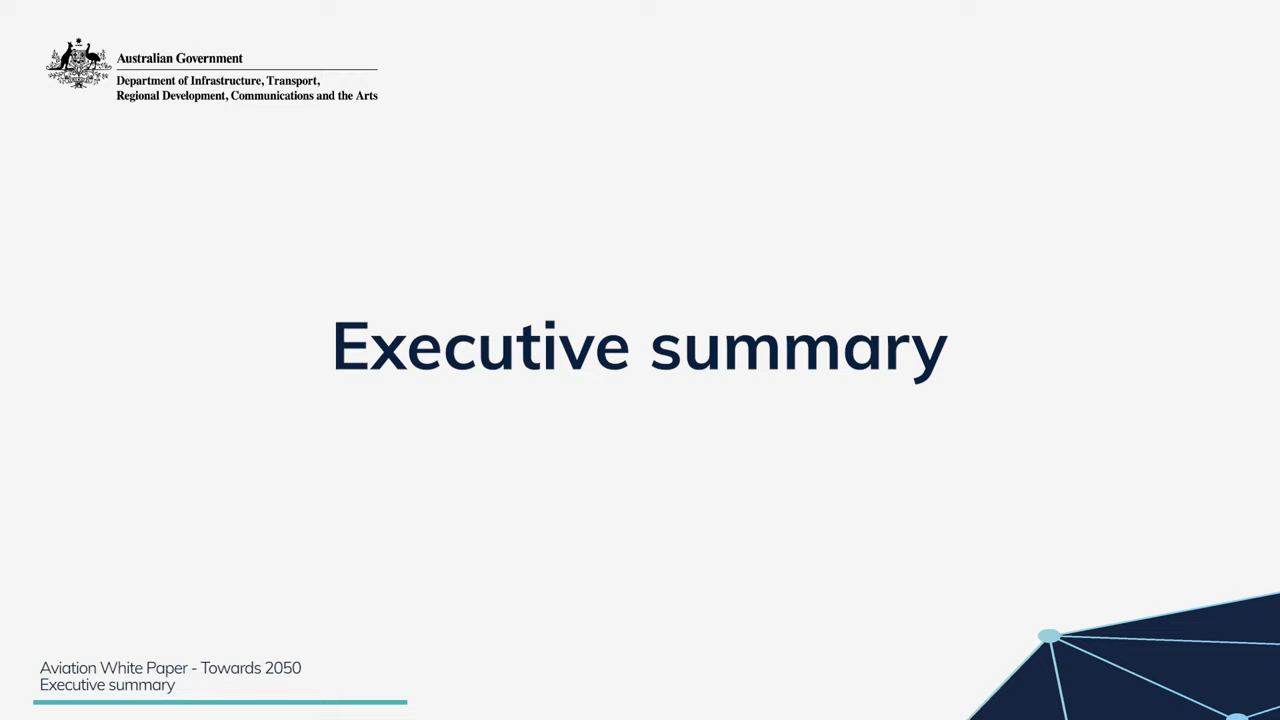 Australian Government
Department of Infrastructure, Transport,
Regional Development, Communications and the Arts
Executive summary
Aviation White Paper - Towards 2050
Executive summary